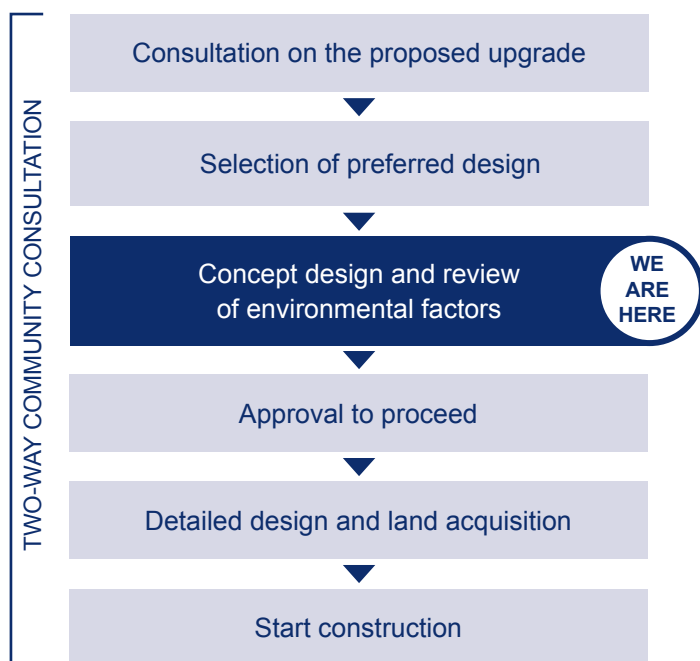 TWO-WAY COMMUNITY CONSULTATION
Consultation on the proposed upgrade
Selection of preferred design
Concept design and review
of environmental factors
WE
ARE
HERE
Approval to proceed
Detailed design and land acquisition
Start construction